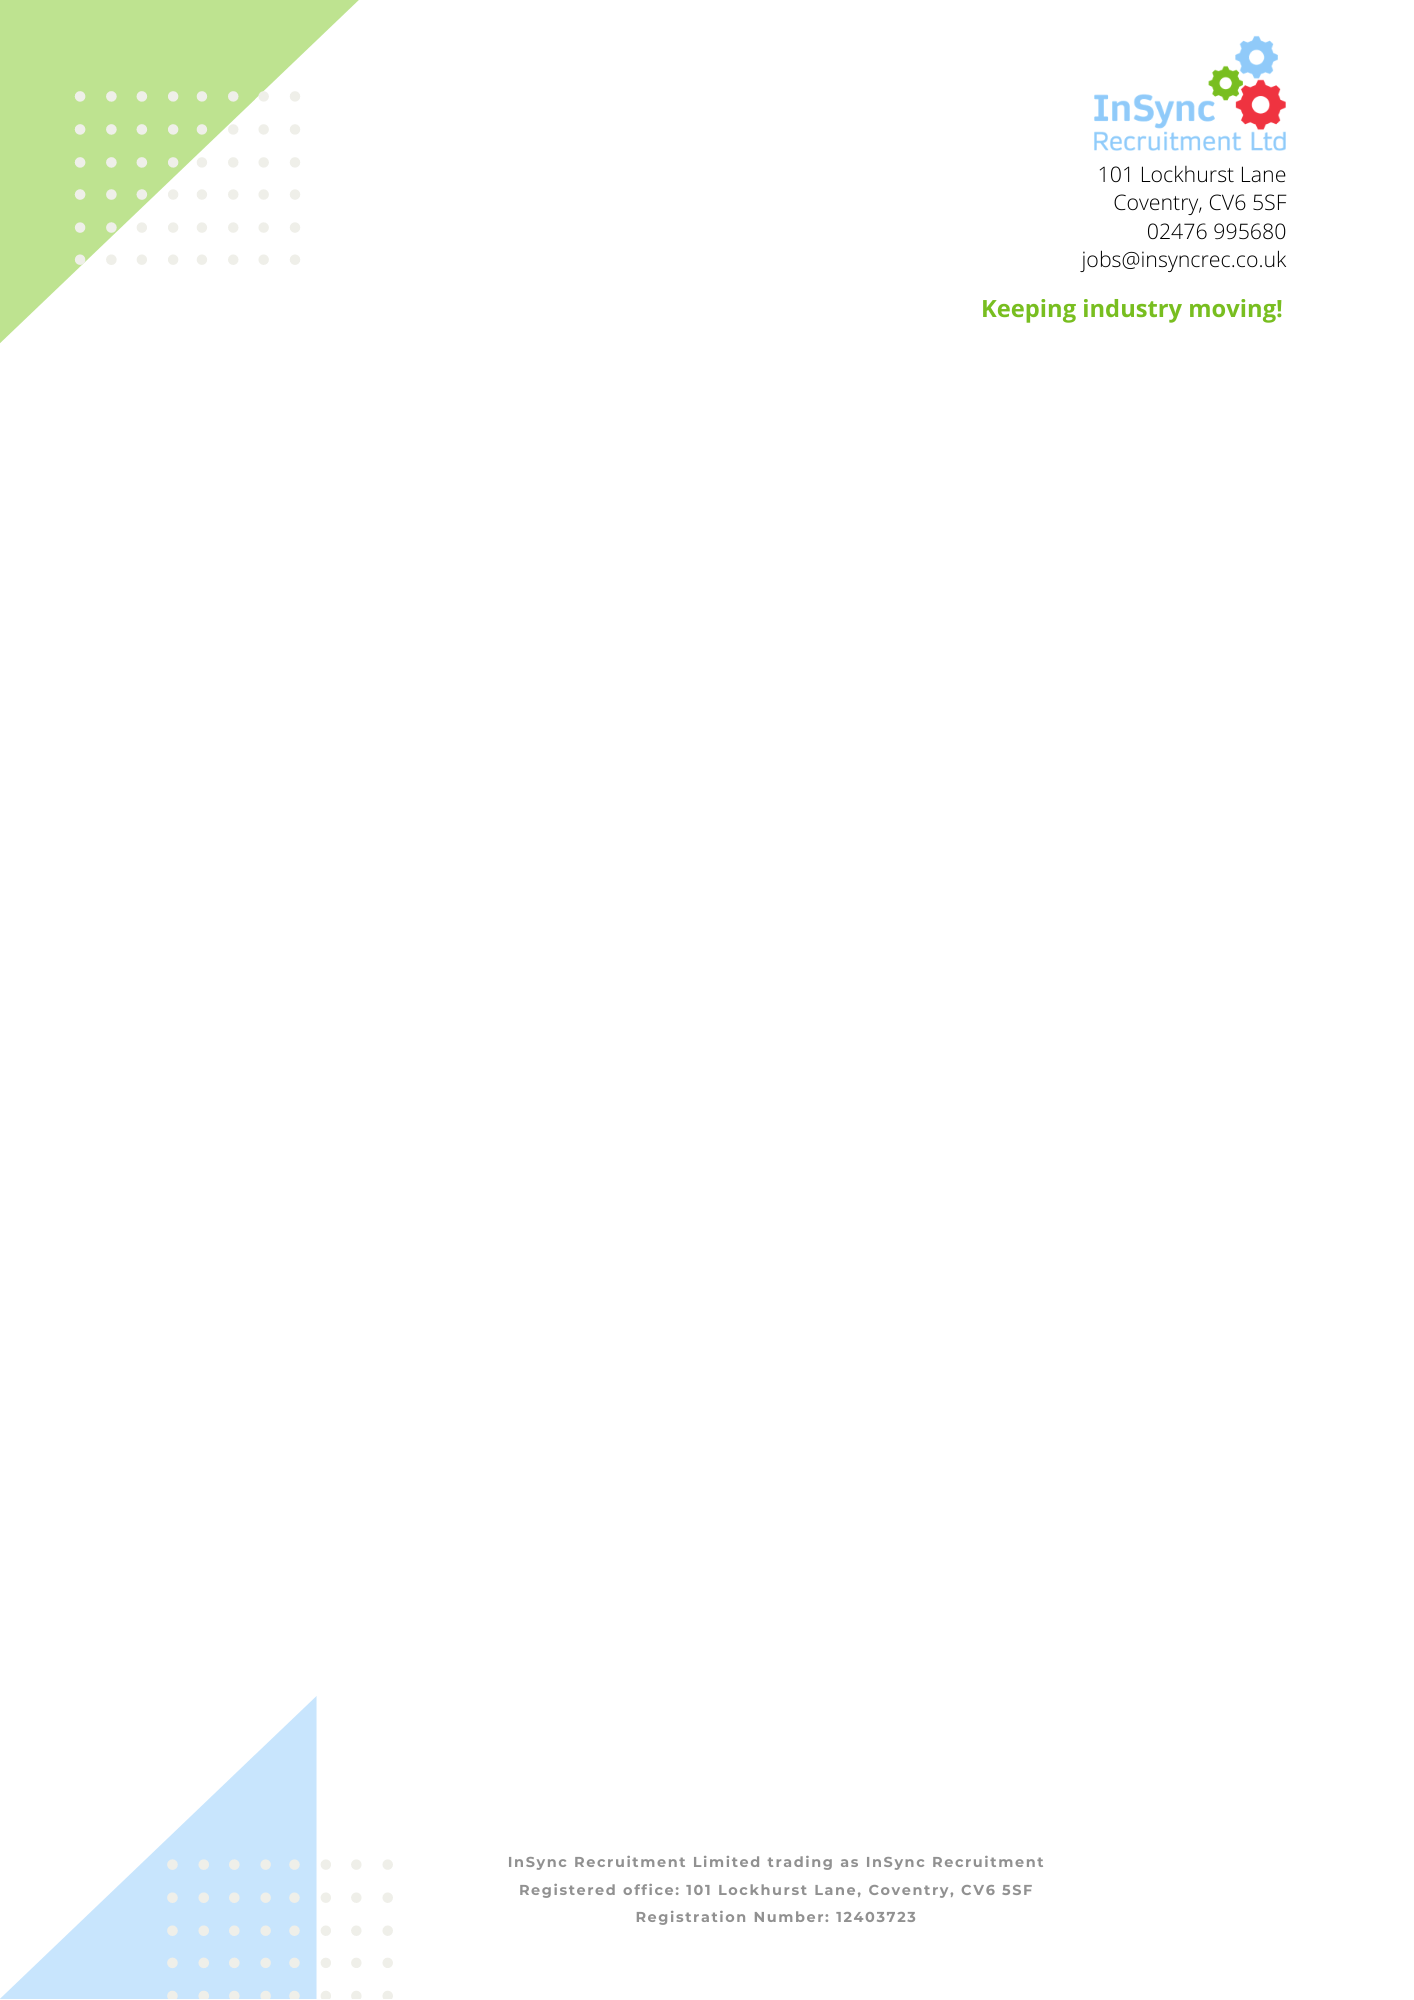 InSync
Recruitment Ltd
101 Lockhurst Lane
Coventry, CV6 5SF
02476 995680
jobs@insyncrec.co.uk
Keeping industry moving!
InSync Recruitment Limited trading as InSync Recruitment
Registered office: 101 Lockhurst Lane, Coventry, CV6 5SF
Registration Number: 12403723